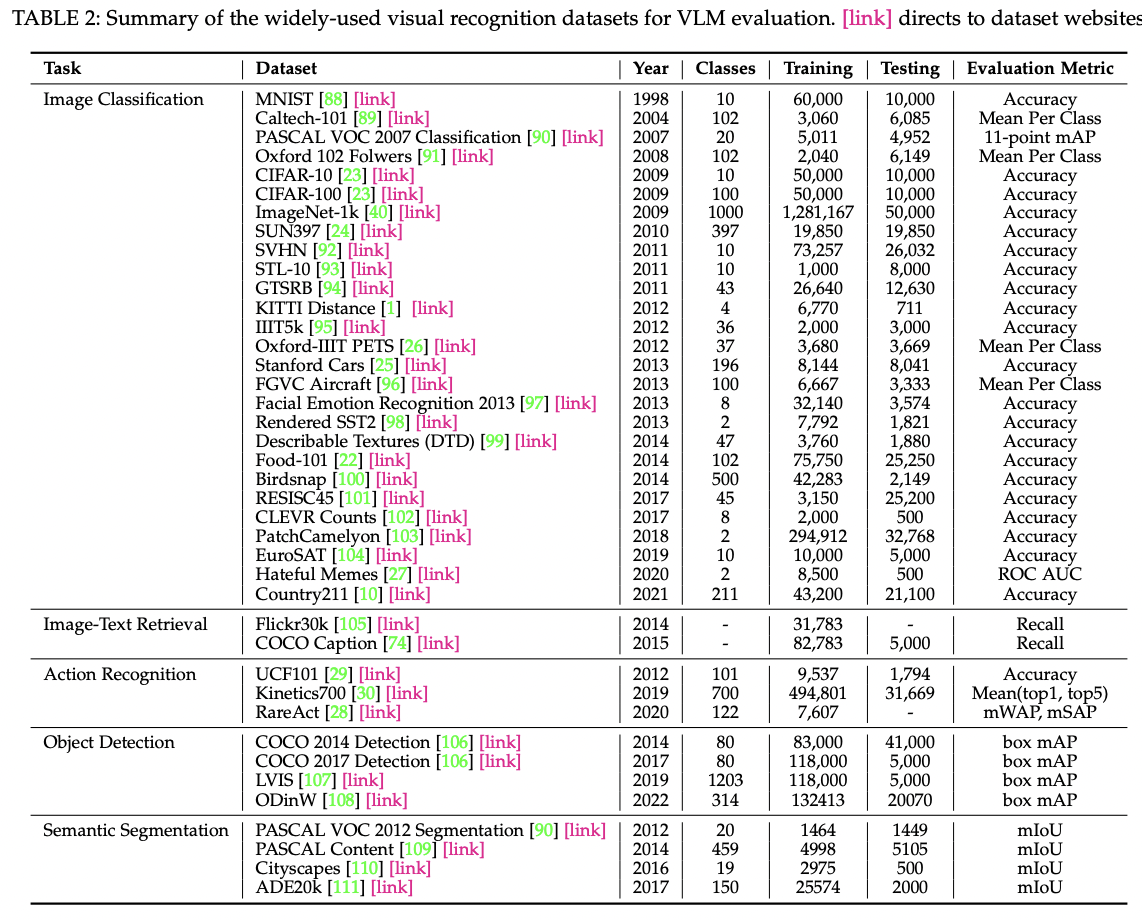 TABLE 2: Summary of the widely-used visual recognition datasets for VLM evaluation. [link] directs to dataset websites
Task Dataset Year Classes Training Testing Evaluation Metric
Image Classification MNIST [88] [link] 1998 10 60,000 10,000 Accuracy
Caltech-101 [89] [link] 2004 102 3,060 6,085 Mean Per Class
PASCAL VOC 2007 Classification [90] [link] 2007 20 5,011 4,952 11-point mAP
Oxford 102 Folwers [91] [link] 2008 102 2,040 6,149 Mean Per Class
CIFAR-10 [23] [link] 2009 10 50,000 10,000 Accuracy
CIFAR-100 [23] [link] 2009 100 50,000 10,000 Accuracy
ImageNet-1k [40] [link] 2009 1000 1,281,167 50,000 Accuracy
SUN397 [24] [link] 2010 397 19,850 19,850 Accuracy
SVHN [92] [link] 2011 10 73,257 26,032 Accuracy
STL-10 [93] [link] 2011 10 1,000 8,000 Accuracy
GTSRB [94] [link] 2011 43 26,640 12,630 Accuracy
KITTI Distance [1] [link] 2012 4 6,770 711 Accuracy
IIIT5k [95] [link] 2012 36 2,000 3,000 Accuracy
Oxford-IIIT PETS [26] [link] 2012 37 3,680 3,669 Mean Per Class
Stanford Cars [25] [link] 2013 196 8,144 8,041 Accuracy
FGVC Aircraft [96] [link] 2013 100 6,667 3,333 Mean Per Class
Facial Emotion Recognition 2013 [97] [link] 2013 8 32,140 3,574 Accuracy
Rendered SST2 [98] [link] 2013 2 7,792 1,821 Accuracy
Describable Textures (DTD) [99] [link] 2014 47 3,760 1,880 Accuracy
Food-101 [22] [link] 2014 102 75,750 25,250 Accuracy
Birdsnap [100] [link] 2014 500 42,283 2,149 Accuracy
RESISC45 [101] [link] 2017 45 3,150 25,200 Accuracy
CLEVR Counts [102] [link] 2017 8 2,000 500 Accuracy
PatchCamelyon [103] [link] 2018 2 294,912 32,768 Accuracy
EuroSAT [104] [link] 2019 10 10,000 5,000 Accuracy
Hateful Memes [27] [link] 2020 2 8,500 500 ROC AUC
Country211 [10] [link] 2021 211 43,200 21,100 Accuracy
Image-Text Retrieval Flickr30k [105] [link] 2014 - 31,783 - Recall
COCO Caption [74] [link] 2015 - 82,783 5,000 Recall
Action Recognition UCF101 [29] [link] 2012 101 9,537 1,794 Accuracy
Kinetics700 [30] [link] 2019 700 494,801 31,669 Mean(top1, top5)
RareAct [28] [link] 2020 122 7,607 - mWAP, mSAP
Object Detection COCO 2014 Detection [106] [link] 2014 80 83,000 41,000 box mAP
COCO 2017 Detection [106] [link] 2017 80 118,000 5,000 box mAP
LVIS [107] [link] 2019 1203 118,000 5,000 box mAP
ODinW [108] [link] 2022 314 132413 20070 box mAP
Semantic Segmentation PASCAL VOC 2012 Segmentation [90] [link] 2012 20 1464 1449 mIoU
PASCAL Content [109] [link] 2014 459 4998 5105 mIoU
Cityscapes [110] [link] 2016 19 2975 500 mIoU
ADE20k [111] [link] 2017 150 25574 2000 mIoU